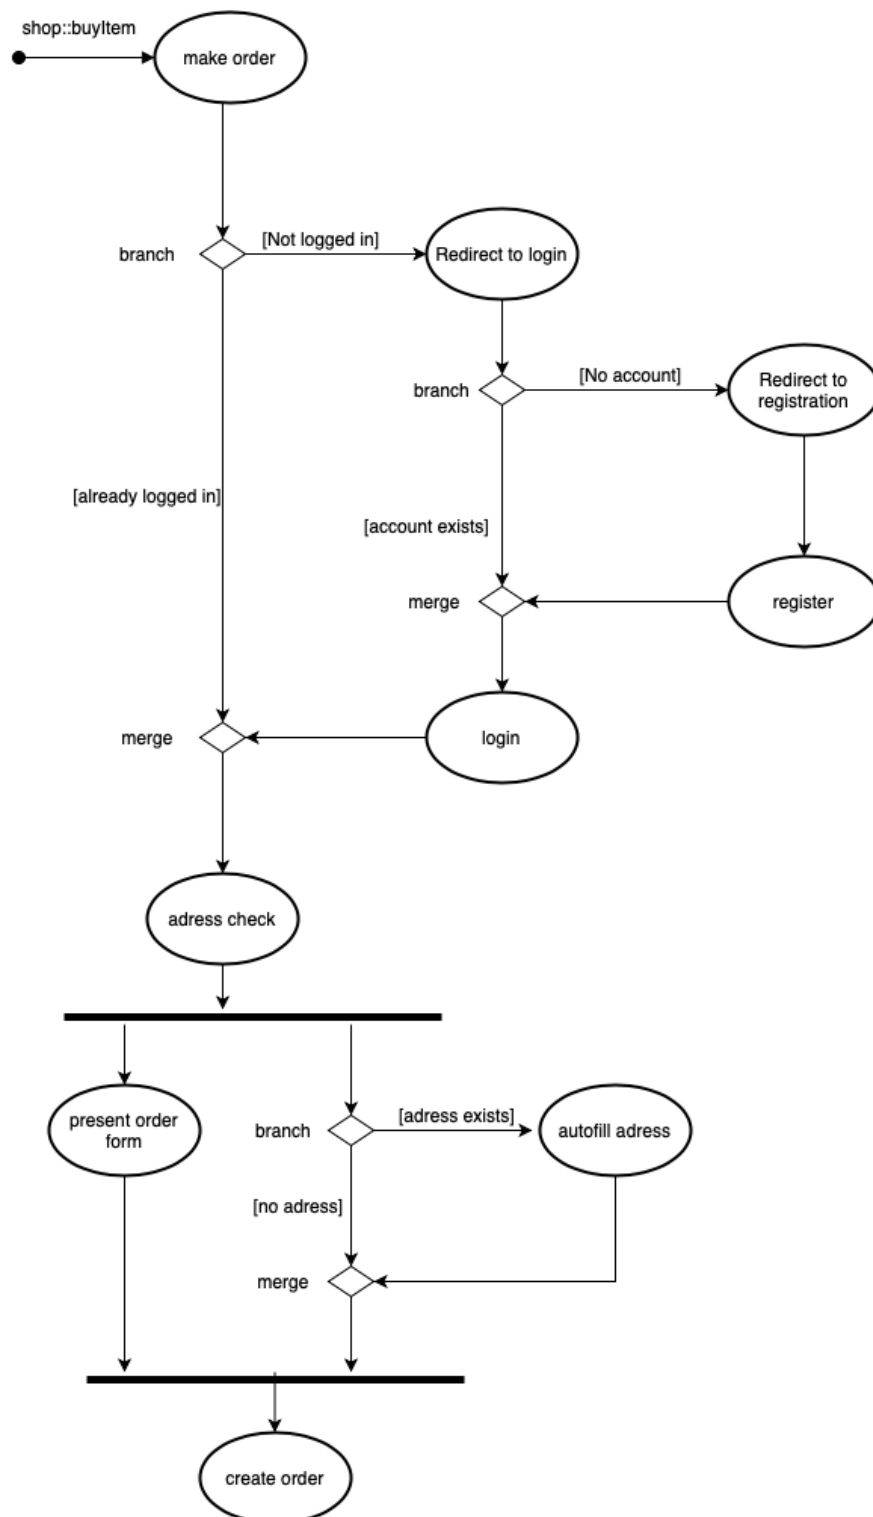 shop::buyItem
make order
branch
[Not logged in]
Redirect to login
branch
[No account]
Redirect to
registration
[already logged in]
[account exists]
merge
register
merge
login
adress check
present order
form
branch
[adress exists]
autofill adress
[no adress]
merge
create order